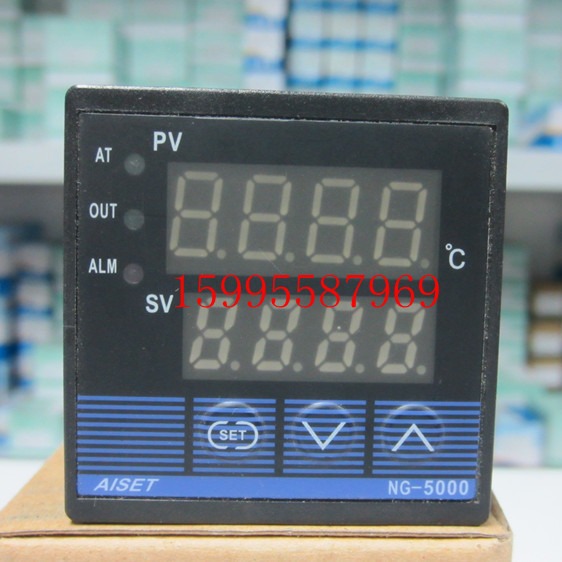 PV
AT
OUT
ALM
℃
15995587969
SV
SET
AISET NG-5000